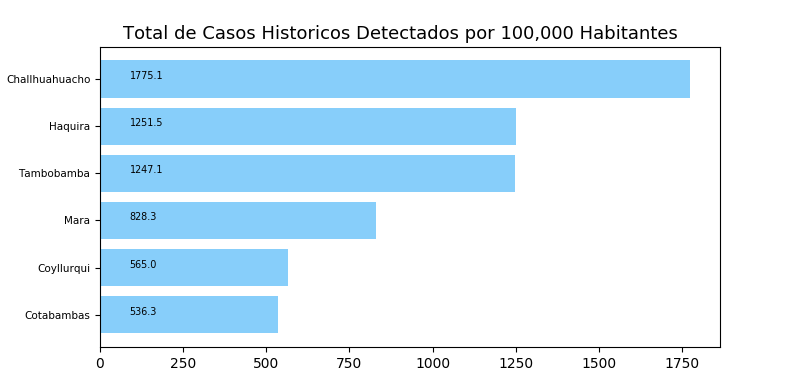 Total de Casos Historicos Detectados por 100,000 Habitantes
Challhuahuacho 1775.1
Haquira 1251.5
Tambobamba 1247.1
Mara 828.3
Coyllurqui 565.0
Cotabambas 536.3
0 250 500 750 1000 1250 1500 1750